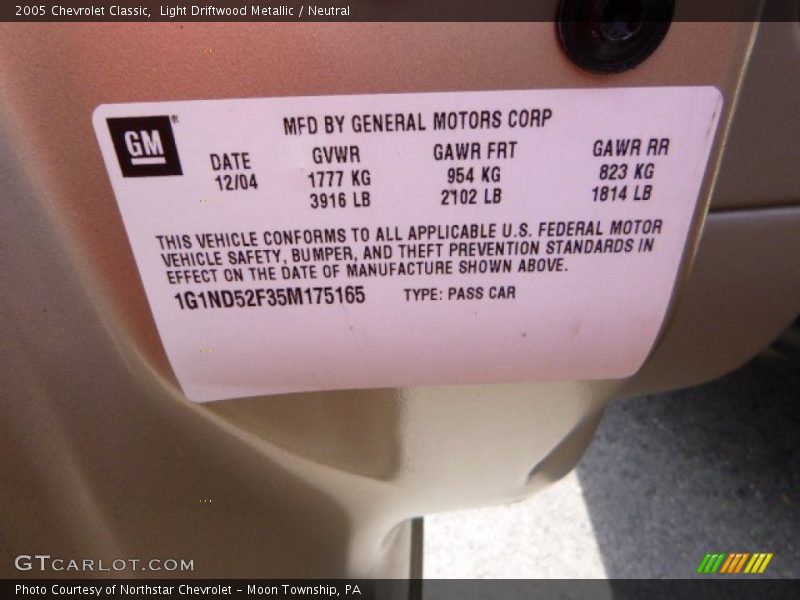 2005 Chevrolet Classic,  Light Driftwood Metallic / Neutral
GM®
MFD BY GENERAL MOTORS CORP
DATE GVWR GAWR FRT GAWR RR
12/04 1777 KG 954 KG 823 KG
3916 LB 2102 LB 1814 LB
THIS VEHICLE CONFORMS TO ALL APPLICABLE U.S. FEDERAL MOTOR
VEHICLE SAFETY, BUMPER, AND THEFT PREVENTION STANDARDS IN
EFFECT ON THE DATE OF MANUFACTURE SHOWN ABOVE.
1G1ND52F35M175165 TYPE: PASS CAR
GTCARLOT.COM
Photo Courtesy of Northstar Chevrolet - Moon Township, PA